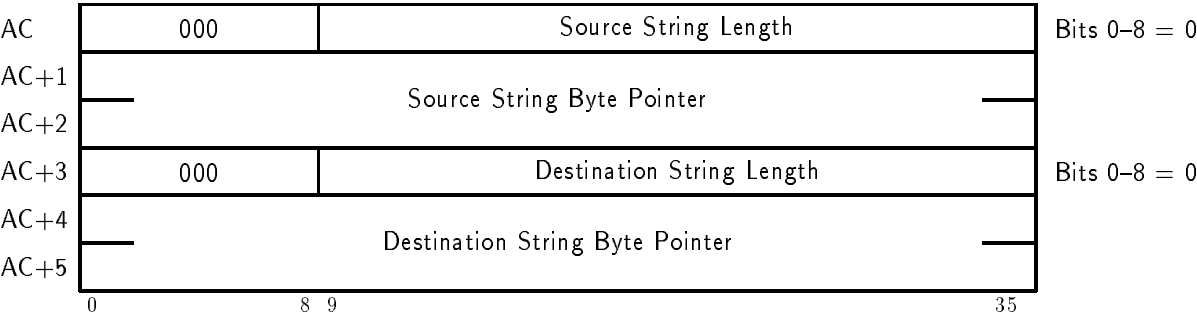 AC 000 Source String Length Bits 0–8 = 0
AC+1
Source String Byte Pointer
AC+2
AC+3 000 Destination String Length Bits 0–8 = 0
AC+4
Destination String Byte Pointer
AC+5
0 8 9 35